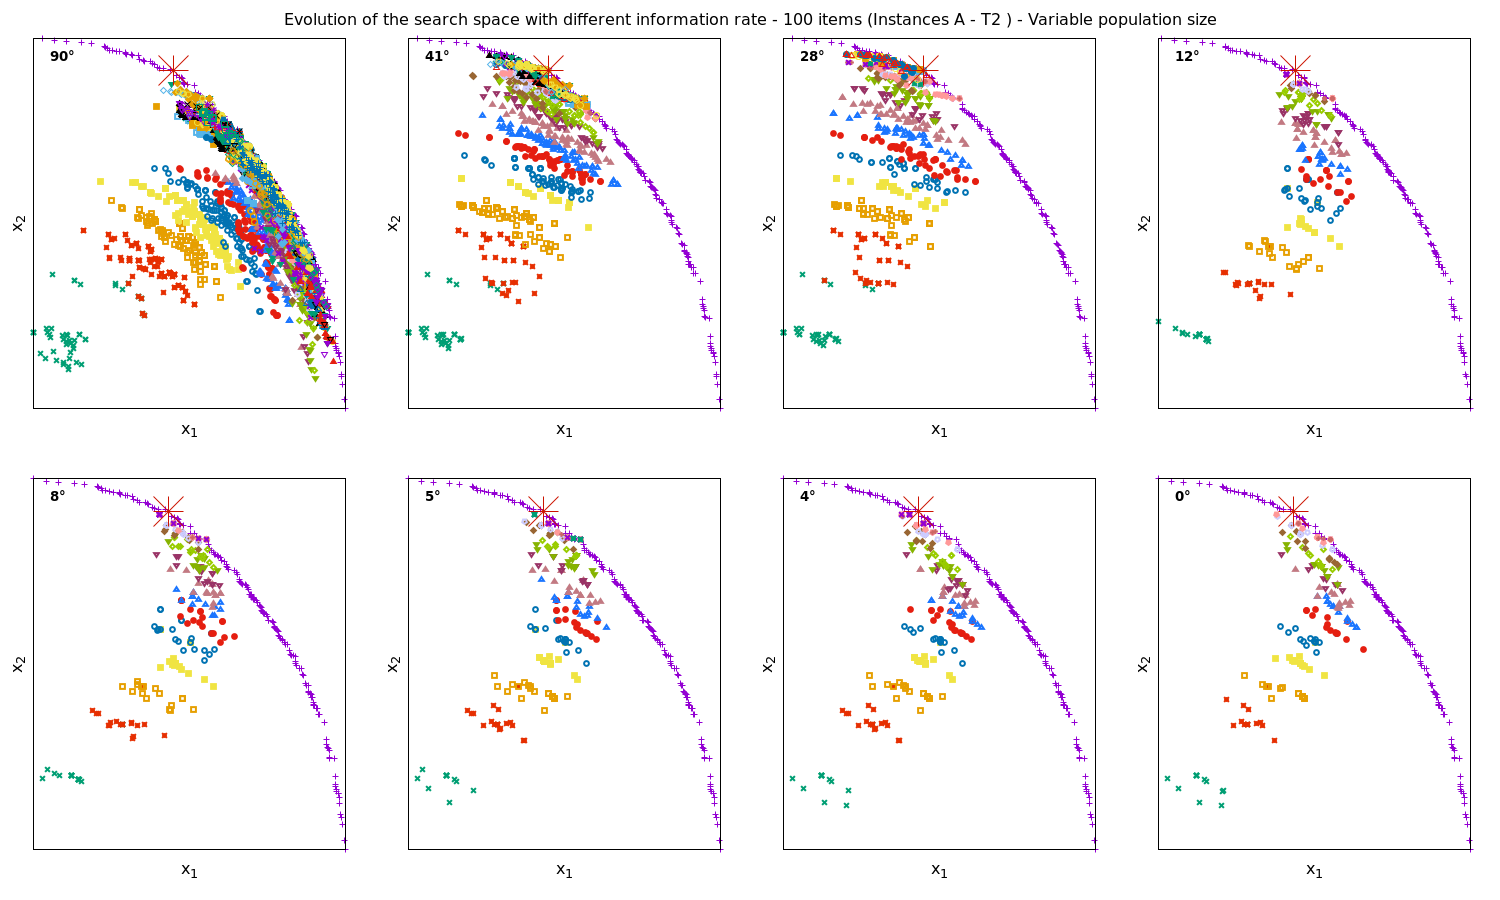 Evolution of the search space with different information rate - 100 items (Instances A - T2 ) - Variable population size
90°
41°
28°
12°
x2
x2
x2
x2
x1
x1
x1
x1
8°
5°
4°
0°
x2
x2
x2
x2
x1
x1
x1
x1